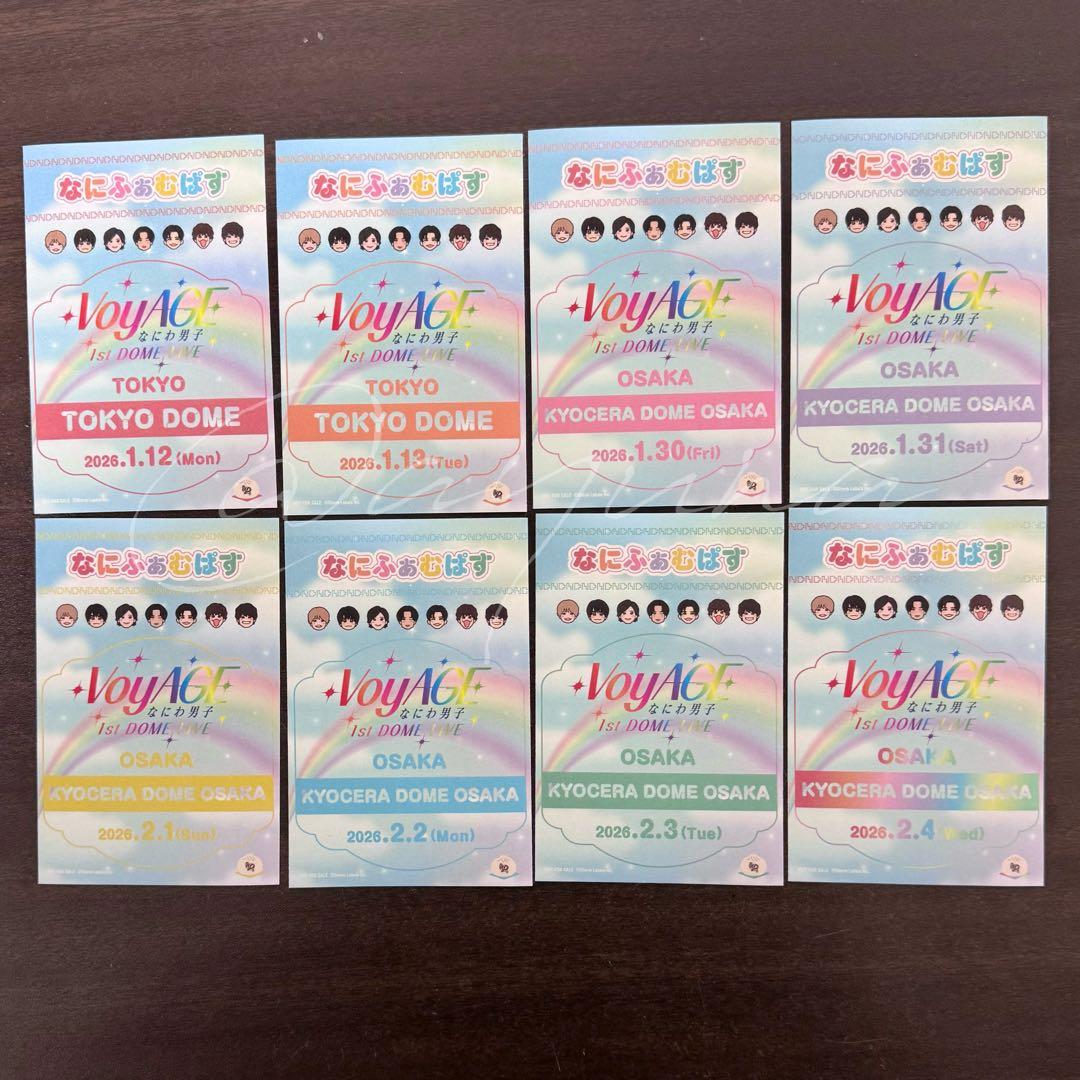 なにふぁむぱす
VoyAGE
なにわ男子
1st DOME LIVE
TOKYO
TOKYO DOME
2026.1.12(Mon)
なにふぁむぱす
VoyAGE
なにわ男子
1st DOME LIVE
TOKYO
TOKYO DOME
2026.1.13(Tue)
なにふぁむぱす
VoyAGE
なにわ男子
1st DOME LIVE
OSAKA
KYOCERA DOME OSAKA
2026.1.30(Fri)
なにふぁむぱす
VoyAGE
なにわ男子
1st DOME LIVE
OSAKA
KYOCERA DOME OSAKA
2026.1.31(Sat)
なにふぁむぱす
VoyAGE
なにわ男子
1st DOME LIVE
OSAKA
KYOCERA DOME OSAKA
2026.2.1(Sun)
なにふぁむぱす
VoyAGE
なにわ男子
1st DOME LIVE
OSAKA
KYOCERA DOME OSAKA
2026.2.2(Mon)
なにふぁむぱす
VoyAGE
なにわ男子
1st DOME LIVE
OSAKA
KYOCERA DOME OSAKA
2026.2.3(Tue)
なにふぁむぱす
VoyAGE
なにわ男子
1st DOME LIVE
OSAKA
KYOCERA DOME OSAKA
2026.2.4(Wed)